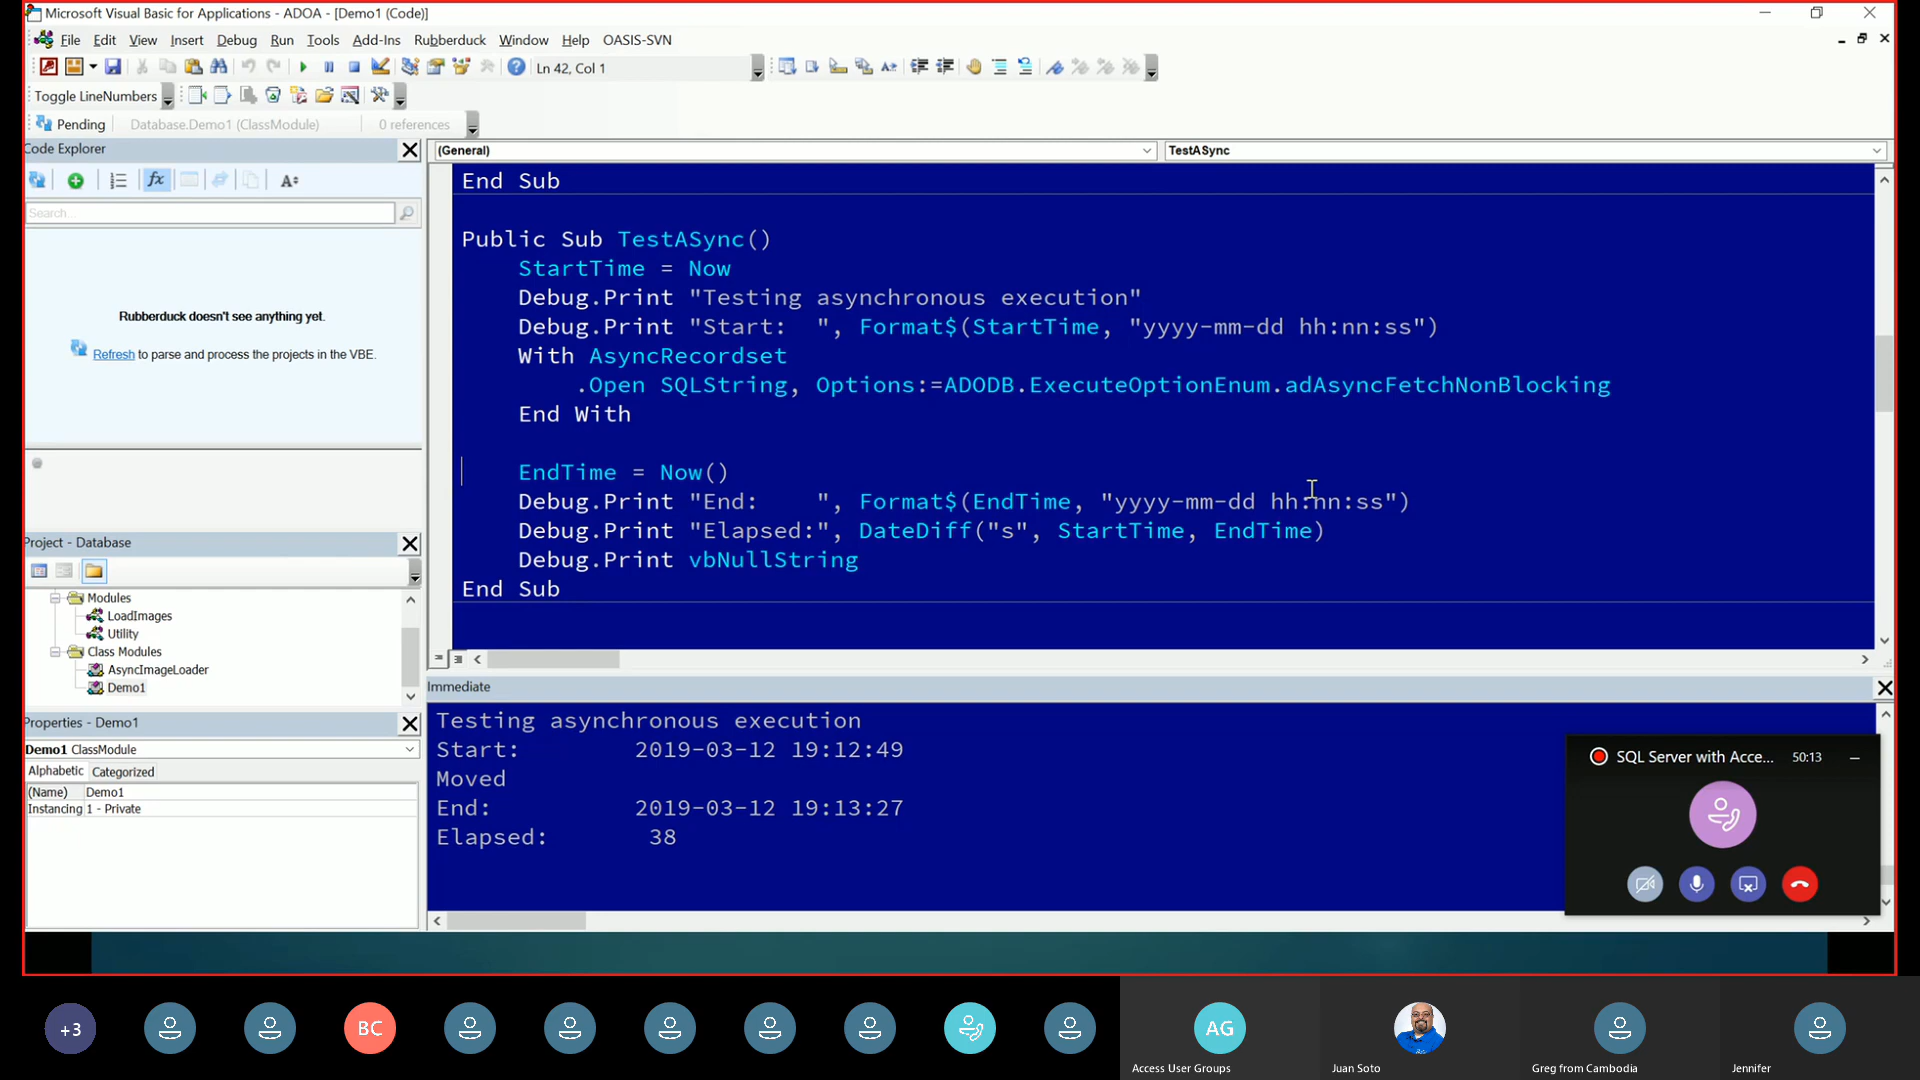 Microsoft Visual Basic for Applications - ADOA - [Demo1 (Code)]
File Edit View Insert Debug Run Tools Add-Ins Rubberduck Window Help OASIS-SVN
Ln 42, Col 1
Toggle LineNumbers
Pending Database.Demo1 (ClassModule) 0 references
Code Explorer
(General)
TestASync
Search...
Rubberduck doesn't see anything yet.
Refresh to parse and process the projects in the VBE.
End Sub
Public Sub TestASync()
StartTime = Now
Debug.Print "Testing asynchronous execution"
Debug.Print "Start:  ", Format$(StartTime, "yyyy-mm-dd hh:nn:ss")
With AsyncRecordset
.Open SQLString, Options:=ADODB.ExecuteOptionEnum.adAsyncFetchNonBlocking
End With
EndTime = Now()
Debug.Print "End:    ", Format$(EndTime, "yyyy-mm-dd hh:nn:ss")
Debug.Print "Elapsed:", DateDiff("s", StartTime, EndTime)
Debug.Print vbNullString
End Sub
Project - Database
Modules
LoadImages
Utility
Class Modules
AsyncImageLoader
Demo1
Properties - Demo1
Demo1 ClassModule
Alphabetic Categorized
(Name) Demo1
Instancing 1 - Private
Immediate
Testing asynchronous execution
Start: 2019-03-12 19:12:49
Moved
End: 2019-03-12 19:13:27
Elapsed: 38
SQL Server with Acce... 50:13
+3
BC
AG
Access User Groups
Juan Soto
Greg from Cambodia
Jennifer